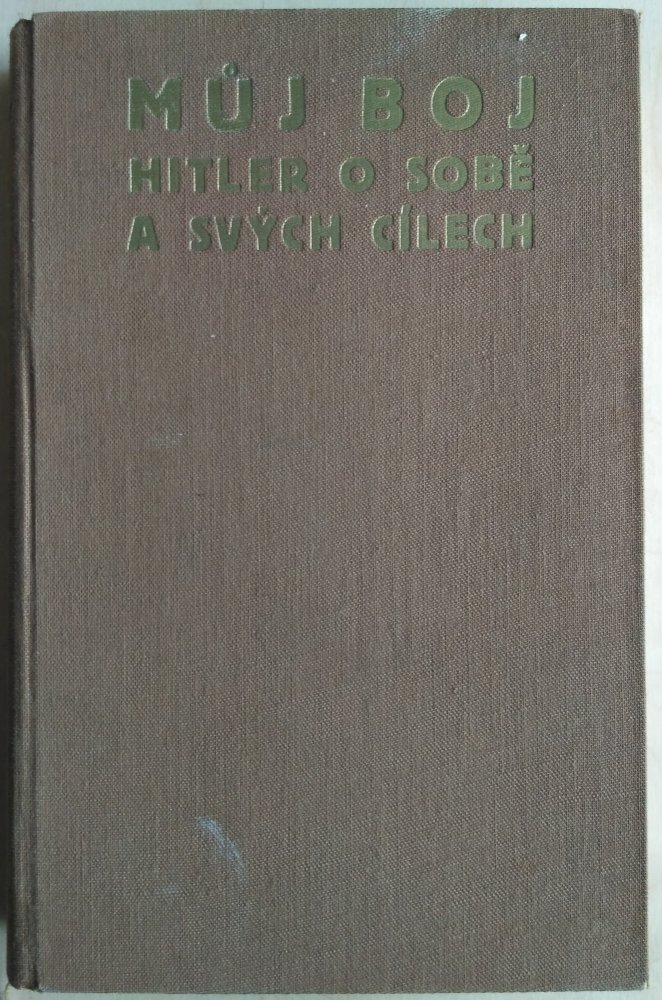 MŮJ BOJ
HITLER O SOBĚ
A SVÝCH CÍLECH